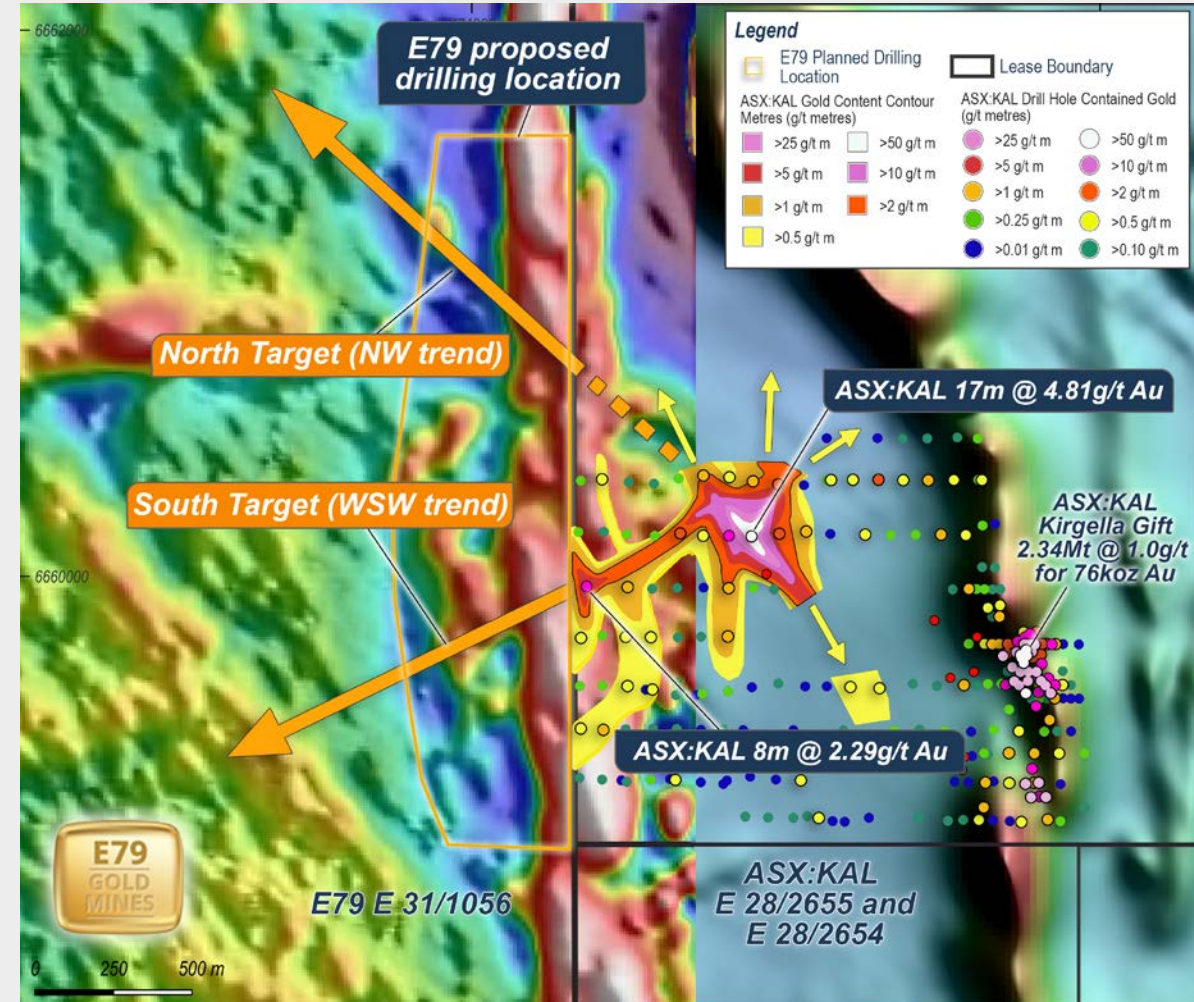 6662000
E79 proposed
drilling location
Legend
E79 Planned Drilling
Location
Lease Boundary
ASX:KAL Gold Content Contour
Metres (g/t metres)
>25 g/t m
>50 g/t m
>5 g/t m
>10 g/t m
>1 g/t m
>2 g/t m
>0.5 g/t m
ASX:KAL Drill Hole Contained Gold
(g/t metres)
>25 g/t m
>50 g/t m
>5 g/t m
>10 g/t m
>1 g/t m
>2 g/t m
>0.25 g/t m
>0.5 g/t m
>0.01 g/t m
>0.10 g/t m
North Target (NW trend)
ASX:KAL 17m @ 4.81g/t Au
South Target (WSW trend)
ASX:KAL
Kirgella Gift
2.34Mt @ 1.0g/t
for 76koz Au
6660000
ASX:KAL 8m @ 2.29g/t Au
E79
GOLD
MINES
E79 E 31/1056
ASX:KAL
E 28/2655 and
E 28/2654
0 250 500 m